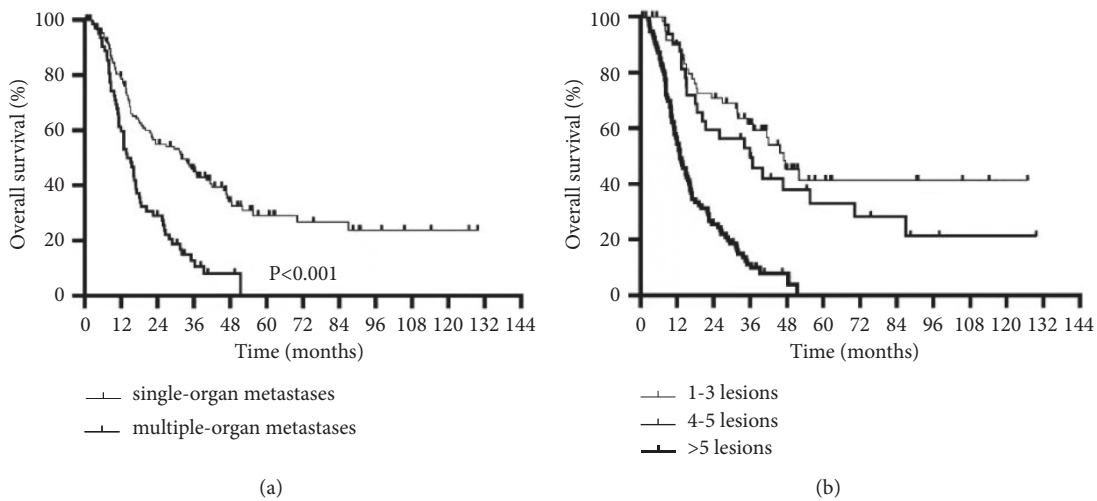 100
80
60
40
20
0
Overall survival (%)
P<0.001
0 12 24 36 48 60 72 84 96 108 120 132 144
Time (months)
single-organ metastases
multiple-organ metastases
(a)
100
80
60
40
20
0
Overall survival (%)
0 12 24 36 48 60 72 84 96 108 120 132 144
Time (months)
1-3 lesions
4-5 lesions
>5 lesions
(b)